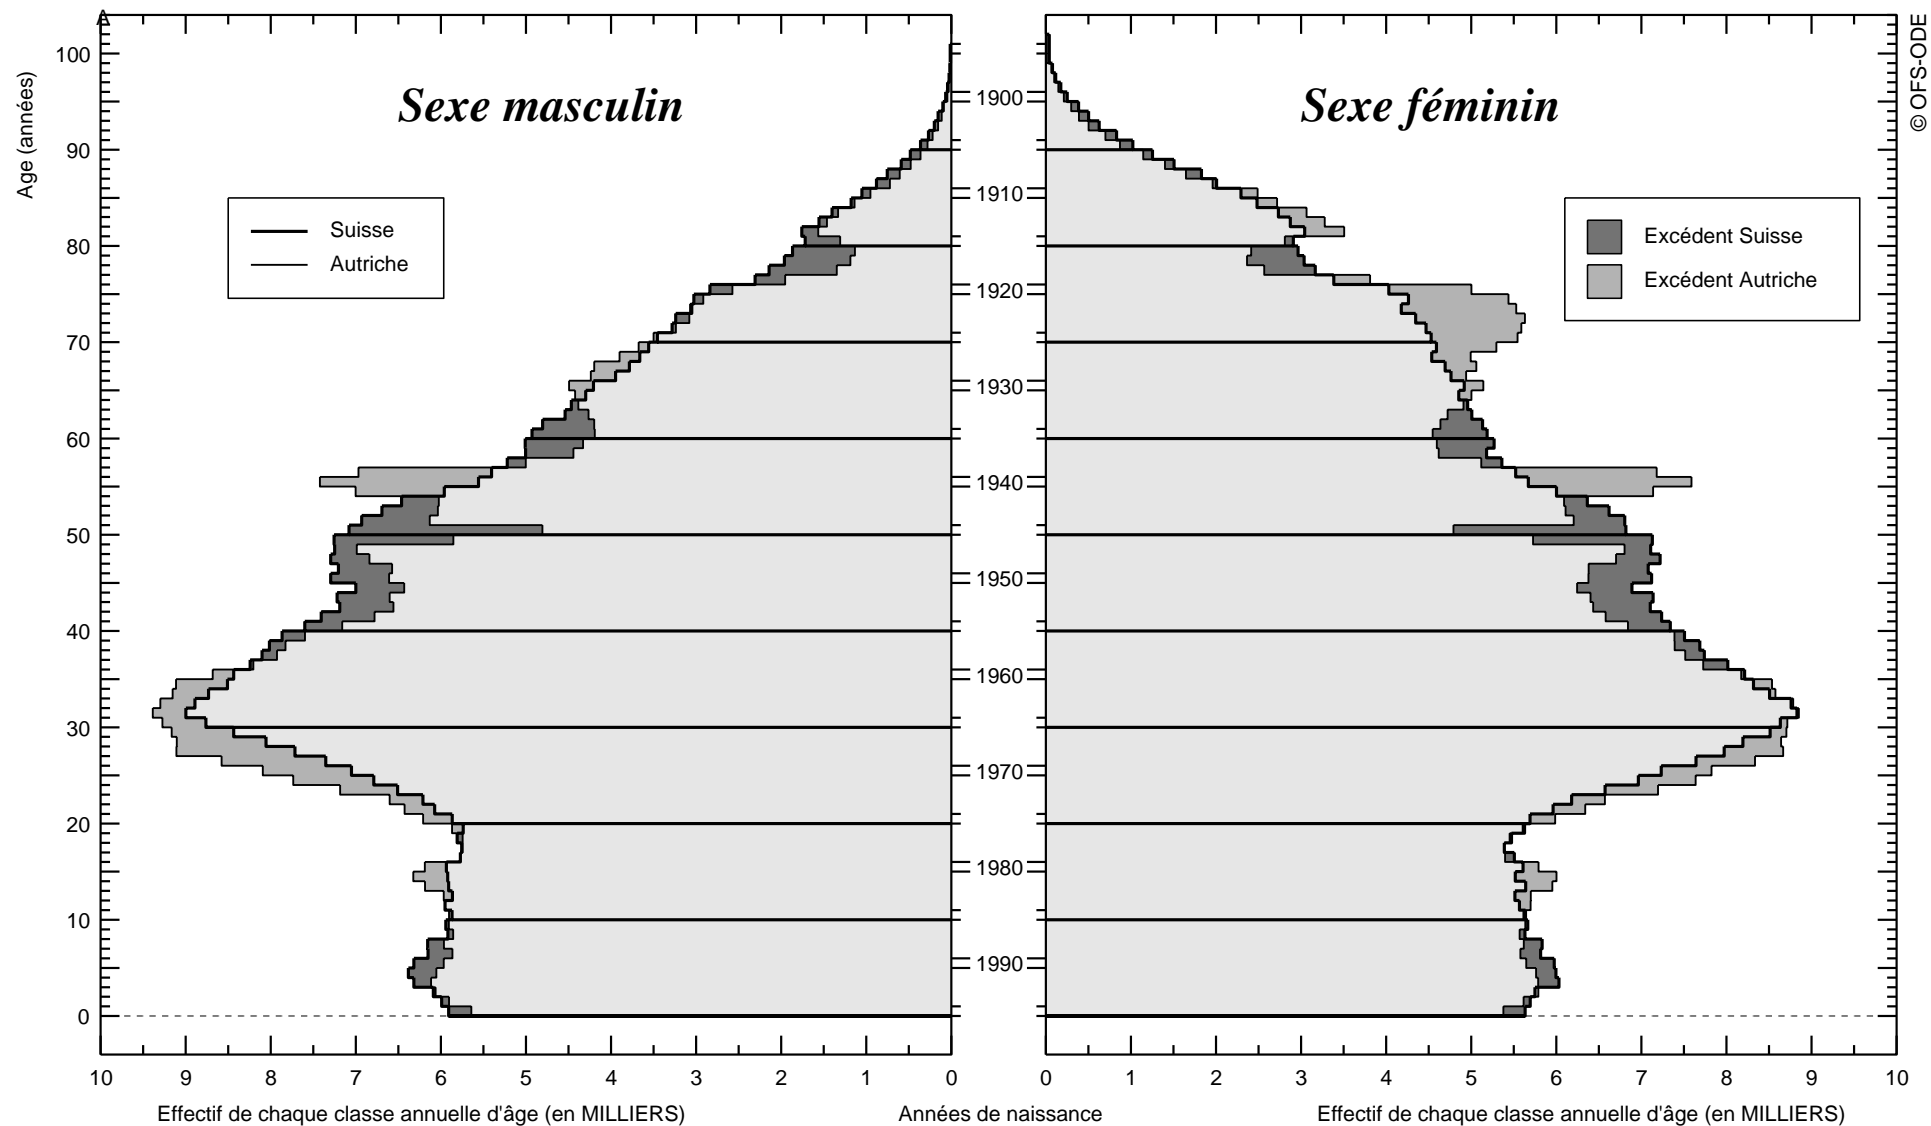 A
Age (années)
100
90
80
70
60
50
40
30
20
10
0
Sexe masculin
Suisse
Autriche
1900
1910
1920
1930
1940
1950
1960
1970
1980
1990
Sexe féminin
© OFS-ODE
Excédent Suisse
Excédent Autriche
10 9 8 7 6 5 4 3 2 1 0
0 1 2 3 4 5 6 7 8 9 10
Effectif de chaque classe annuelle d'âge (en MILLIERS)
Années de naissance
Effectif de chaque classe annuelle d'âge (en MILLIERS)